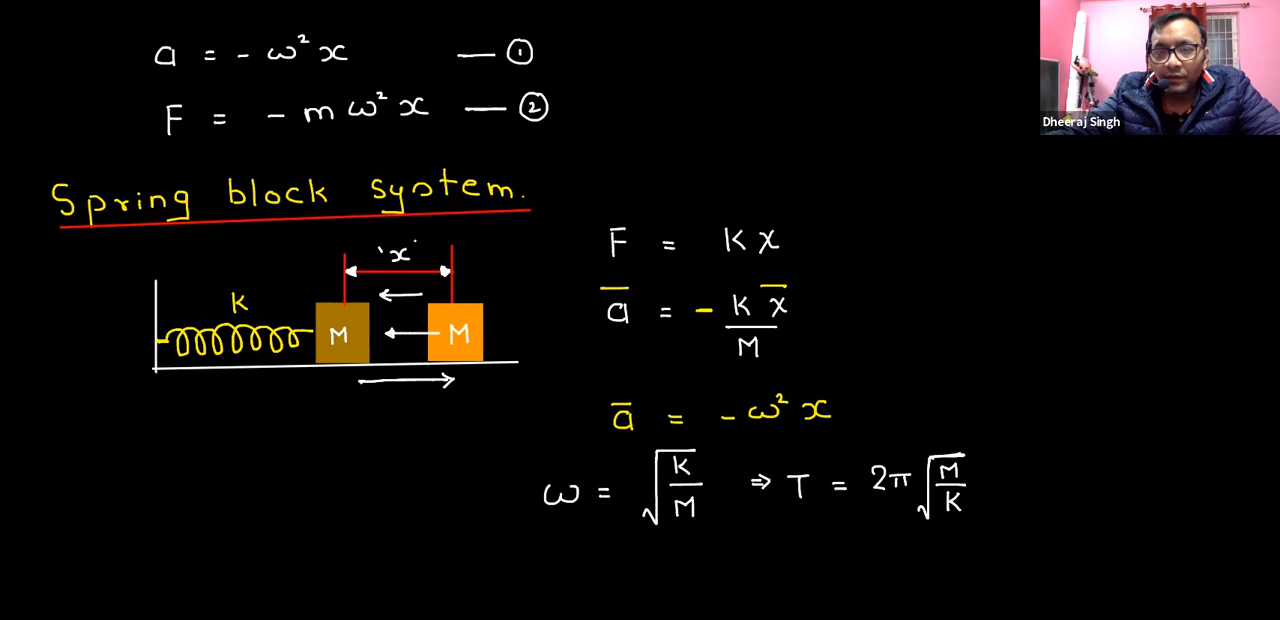 a = - ω² x — ①
F = - m ω² x — ②
Dheeraj Singh
Spring block system.
'x'
K
M
M
F = K x
a̅ = - K x̅ / M
a̅ = - ω² x
ω = √(K/M) ⇒ T = 2π √(M/K)